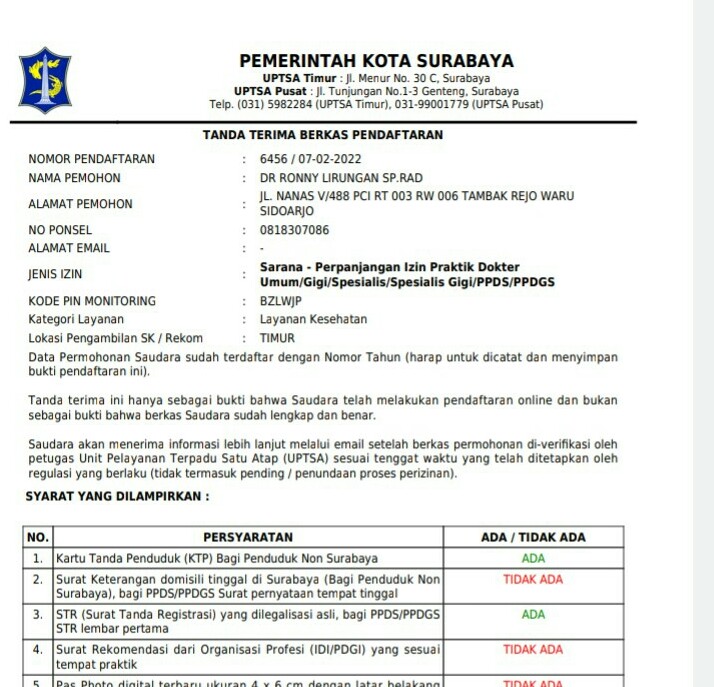 PEMERINTAH KOTA SURABAYA
UPTSA Timur : Jl. Menur No. 30 C, Surabaya
UPTSA Pusat : Jl. Tunjungan No.1-3 Genteng, Surabaya
Telp. (031) 5982284 (UPTSA Timur), 031-99001779 (UPTSA Pusat)
TANDA TERIMA BERKAS PENDAFTARAN
NOMOR PENDAFTARAN : 6456 / 07-02-2022
NAMA PEMOHON : DR RONNY LIRUNGAN SP.RAD
ALAMAT PEMOHON : JL. NANAS V/488 PCI RT 003 RW 006 TAMBAK REJO WARU
SIDOARJO
NO PONSEL : 0818307086
ALAMAT EMAIL : -
JENIS IZIN : Sarana - Perpanjangan Izin Praktik Dokter
Umum/Gigi/Spesialis/Spesialis Gigi/PPDS/PPDGS
KODE PIN MONITORING : BZLWJP
Kategori Layanan : Layanan Kesehatan
Lokasi Pengambilan SK / Rekom : TIMUR
Data Permohonan Saudara sudah terdaftar dengan Nomor Tahun (harap untuk dicatat dan menyimpan
bukti pendaftaran ini).
Tanda terima ini hanya sebagai bukti bahwa Saudara telah melakukan pendaftaran online dan bukan
sebagai bukti bahwa berkas Saudara sudah lengkap dan benar.
Saudara akan menerima informasi lebih lanjut melalui email setelah berkas permohonan di-verifikasi oleh
petugas Unit Pelayanan Terpadu Satu Atap (UPTSA) sesuai tenggat waktu yang telah ditetapkan oleh
regulasi yang berlaku (tidak termasuk pending / penundaan proses perizinan).
SYARAT YANG DILAMPIRKAN :
NO. PERSYARATAN ADA / TIDAK ADA
1. Kartu Tanda Penduduk (KTP) Bagi Penduduk Non Surabaya ADA
2. Surat Keterangan domisili tinggal di Surabaya (Bagi Penduduk Non TIDAK ADA
Surabaya), bagi PPDS/PPDGS Surat pernyataan tempat tinggal
3. STR (Surat Tanda Registrasi) yang dilegalisasi asli, bagi PPDS/PPDGS ADA
STR lembar pertama
4. Surat Rekomendasi dari Organisasi Profesi (IDI/PDGI) yang sesuai TIDAK ADA
tempat praktik
5. Pas Photo digital terbaru ukuran 4 x 6 cm dengan latar belakang TIDAK ADA